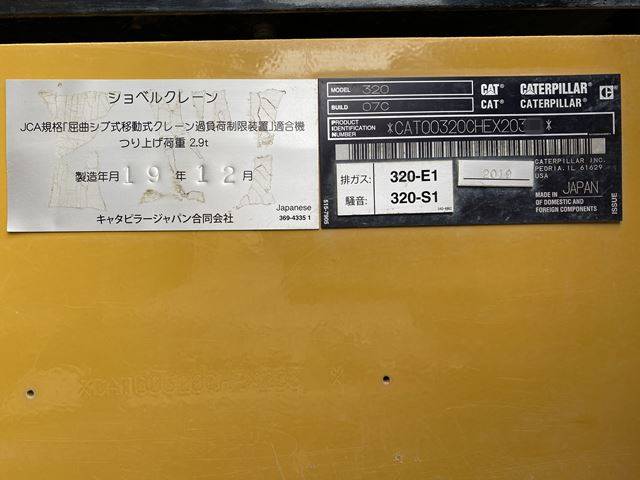 ショベルクレーン
JCA規格「屈曲ジブ式移動式クレーン過負荷制限装置」適合機
つり上げ荷重 2.9t
製造年月 19 年 12 月
キャタピラージャパン合同会社
Japanese
369-4335 1
MODEL 320
BUILD 07C
CAT CATERPILLAR
CAT CATERPILLAR
PRODUCT IDENTIFICATION NUMBER *CAT00320CHEX203 *
排ガス: 320-E1
騒音: 320-S1
2019
CATERPILLAR INC.
PEORIA, IL 61629
USA
MADE IN JAPAN
OF DOMESTIC AND
FOREIGN COMPONENTS
ISSUE
515-7995